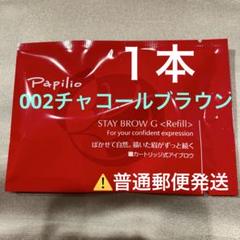 1本
Papilio
002チャコールブラウン
STAY BROW G <Refill>
For your confident expression
ぼかせて自然。描いた眉がずっと続く
■カートリッジ式アイブロウ
⚠普通郵便発送